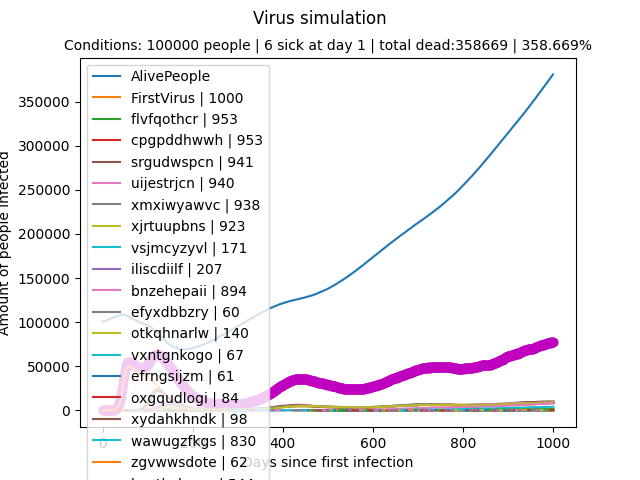 Virus simulation
Conditions: 100000 people | 6 sick at day 1 | total dead:358669 | 358.669%
Amount of people infected
350000
300000
250000
200000
150000
100000
50000
0
AlivePeople
FirstVirus | 1000
flvfqothcr | 953
cpgpddhwwh | 953
srgudwspcn | 941
uijestrjcn | 940
xmxiwyawvc | 938
xjrtuupbns | 923
vsjmcyzyvl | 171
iliscdiilf | 207
bnzehepaii | 894
efyxdbbzry | 60
otkqhnarlw | 140
efrngsijzm | 61
oxgqudlogi | 84
xydahkhndk | 98
wawugzfkgs | 830
zgvwwsdote | 62
0
400
600
800
1000
Days since first infection